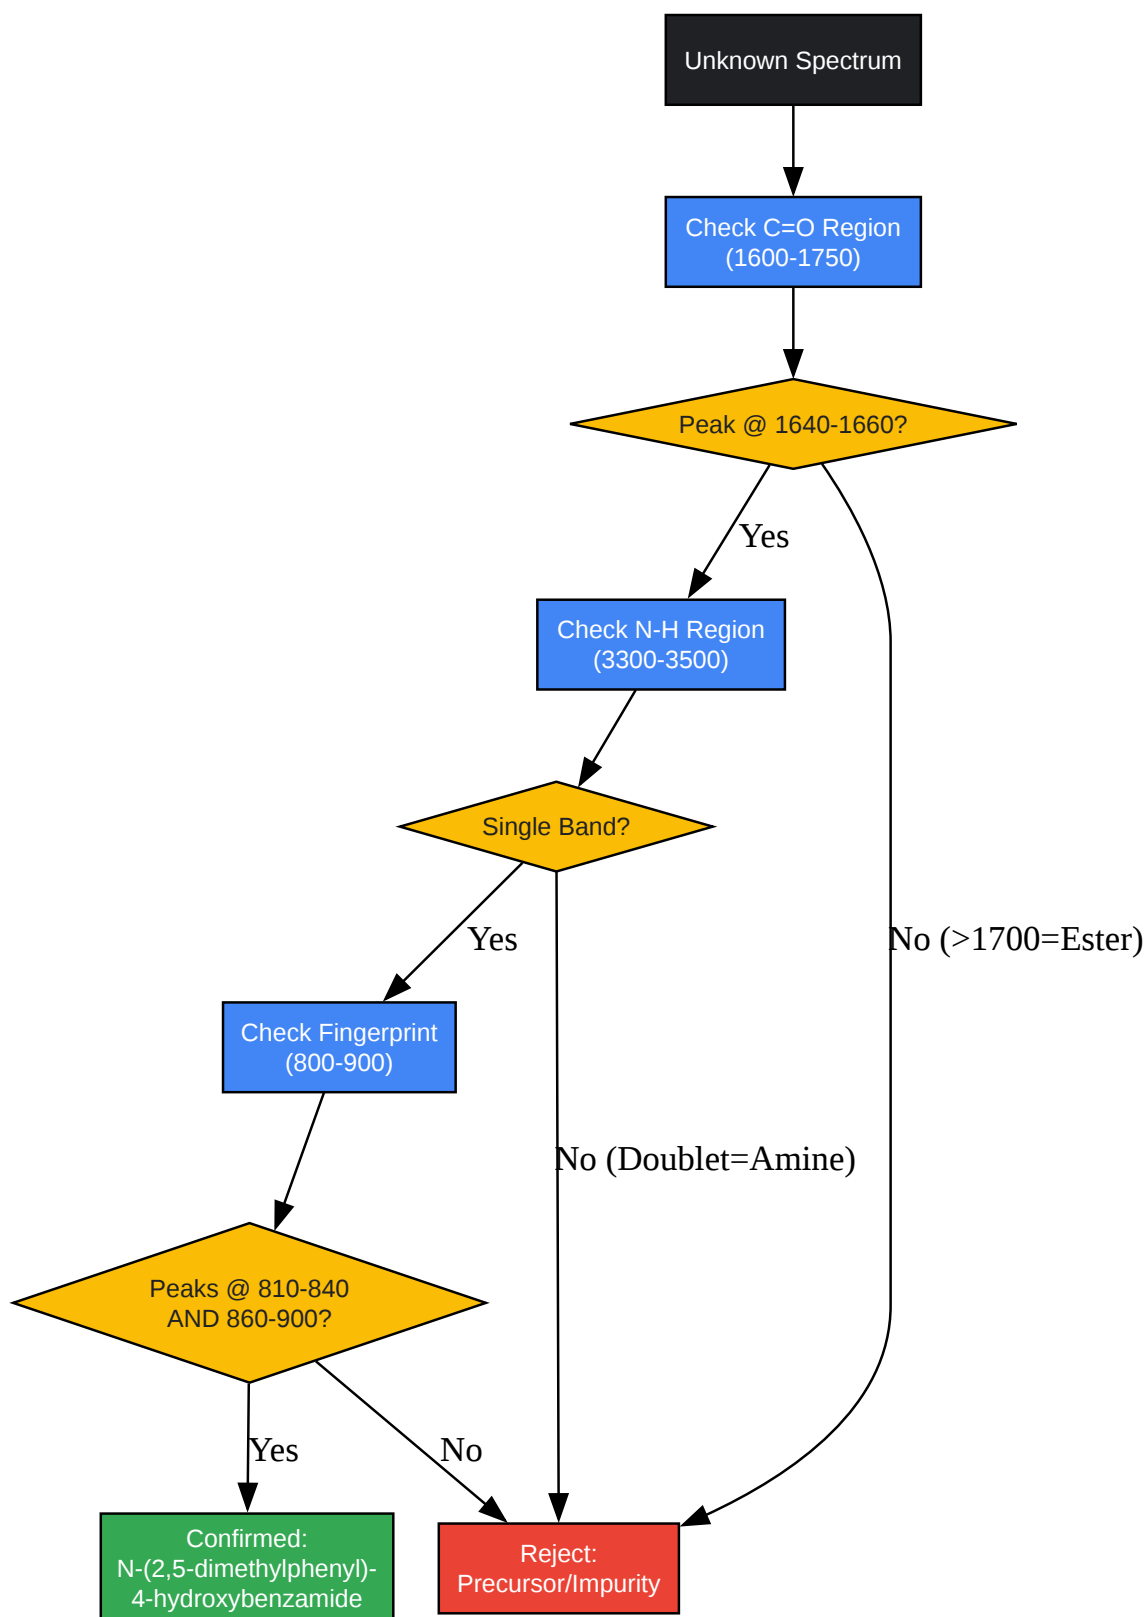 Unknown Spectrum
Check C=O Region
(1600-1750)
Peak @ 1640-1660?
Yes
Check N-H Region
(3300-3500)
Single Band?
Yes
No (>1700=Ester)
Check Fingerprint
(800-900)
No (Doublet=Amine)
Peaks @ 810-840
AND 860-900?
Yes
No
Confirmed:
N-(2,5-dimethylphenyl)-
4-hydroxybenzamide
Reject:
Precursor/Impurity